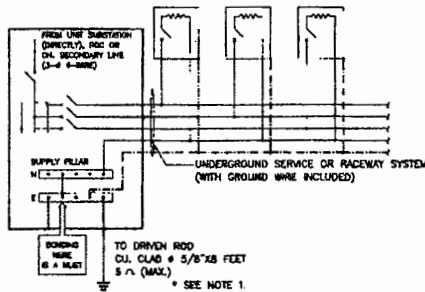 FROM UNIT SUBSTATION
(DIRECTLY), ROC OR
OH. SECONDARY LINE
(3-Φ 4-WIRE)
SUPPLY PILLAR
N
E
UNDERGROUND SERVICE OR RACEWAY SYSTEM
(WITH GROUND WIRE INCLUDED)
BONDING
HERE
IS A MUST
TO DRIVEN ROD
CU. CLAD Φ 5/8"X8 FEET
5 Ω (MAX.)
* SEE NOTE 1.